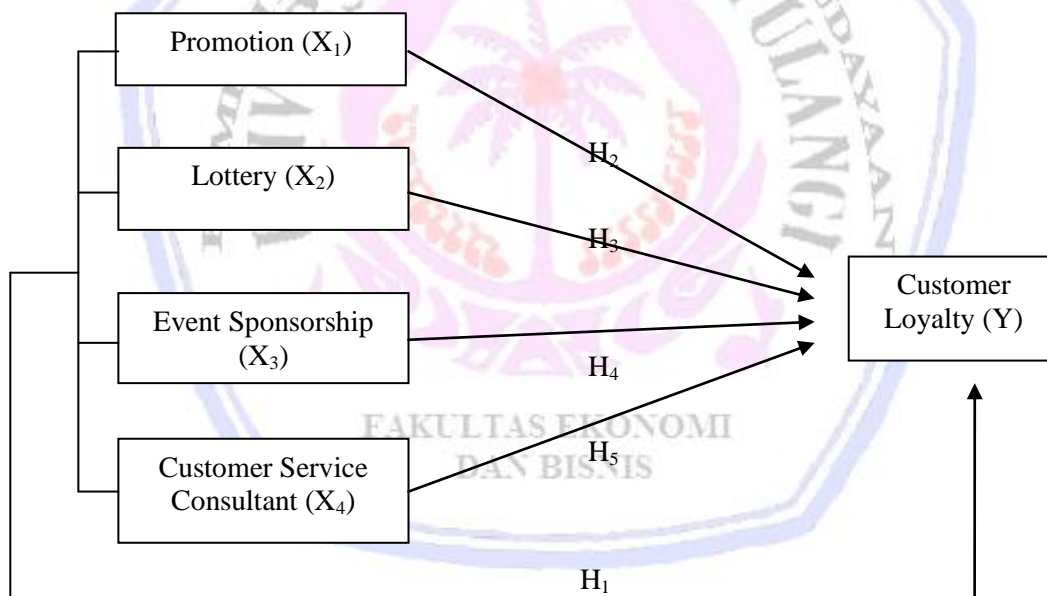 Promotion (X₁)
H₂
Lottery (X₂)
H₃
Customer
Loyalty (Y)
Event Sponsorship
(X₃)
H₄
Customer Service
Consultant (X₄)
H₅
H₁
FAKULTAS EKONOMI
DAN BISNIS